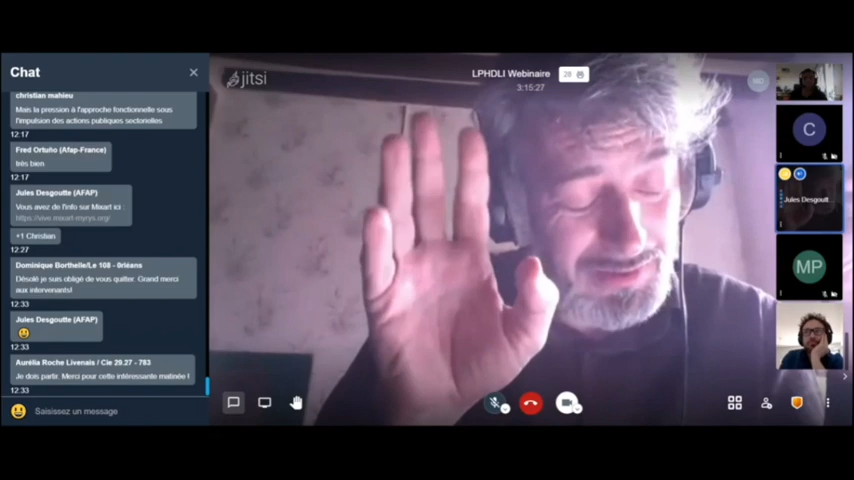 Chat
christian mahieu
Mais la pression à l'approche fonctionnelle sous
l'impulsion des actions publiques sectorielles
12:17
Fred Ortuño (Afap-France)
très bien
12:17
Jules Desgoutte (AFAP)
Vous avez de l'info sur Mixart ici :
https://vive.mixart-myrys.org/
+1 Christian
12:27
Dominique Borthelle/Le 108 - Orléans
Désolé je suis obligé de vous quitter. Grand merci
aux intervenants!
12:33
Jules Desgoutte (AFAP)
12:33
Aurélia Roche Livenais / Cie 29.27 - 783
Je dois partir. Merci pour cette intéressante matinée !
12:33
Saisissez un message
jitsi
LPHDLI Webinaire
28
3:15:27
C
Jules Desgoutt...
MP